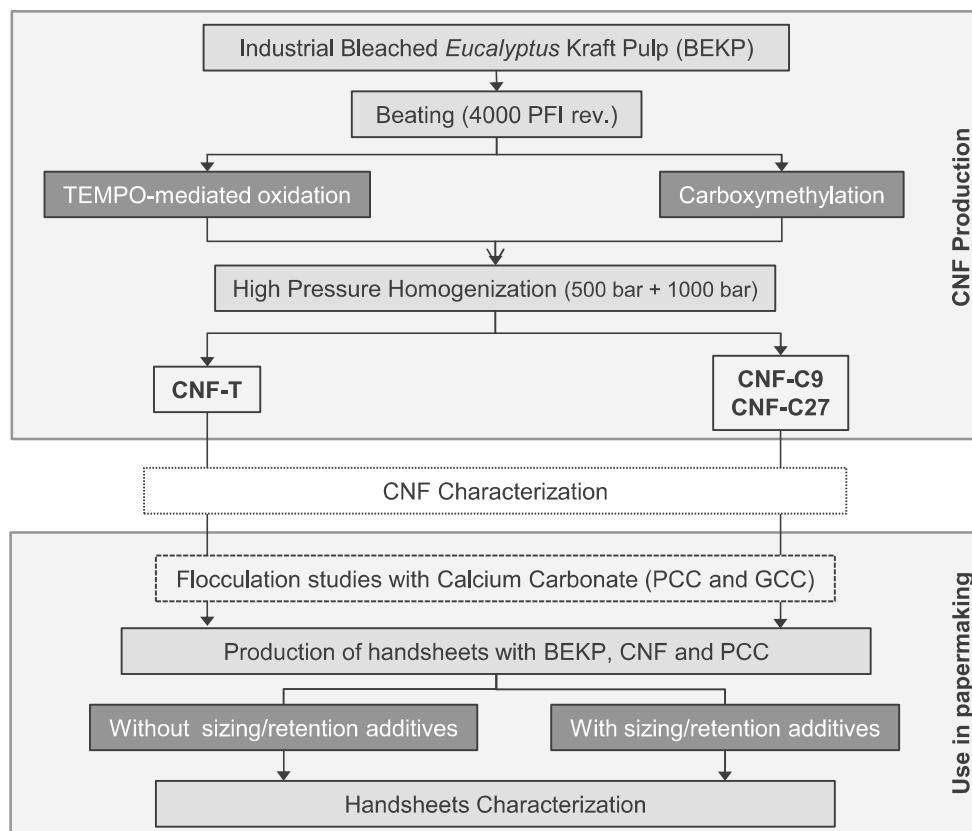 Industrial Bleached Eucalyptus Kraft Pulp (BEKP)
Beating (4000 PFI rev.)
TEMPO-mediated oxidation
Carboxymethylation
High Pressure Homogenization (500 bar + 1000 bar)
CNF-T
CNF-C9
CNF-C27
CNF Production
CNF Characterization
Flocculation studies with Calcium Carbonate (PCC and GCC)
Production of handsheets with BEKP, CNF and PCC
Without sizing/retention additives
With sizing/retention additives
Handsheets Characterization
Use in papermaking